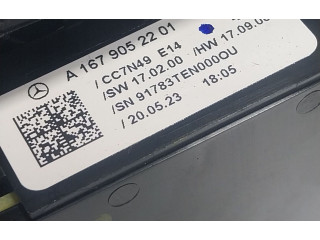 A 167 905 22 01
/CC7N49 E14
/SW 17.02.00 /HW 17.09.00
/SN 91783TEN000OU
/20.05.23 18:05